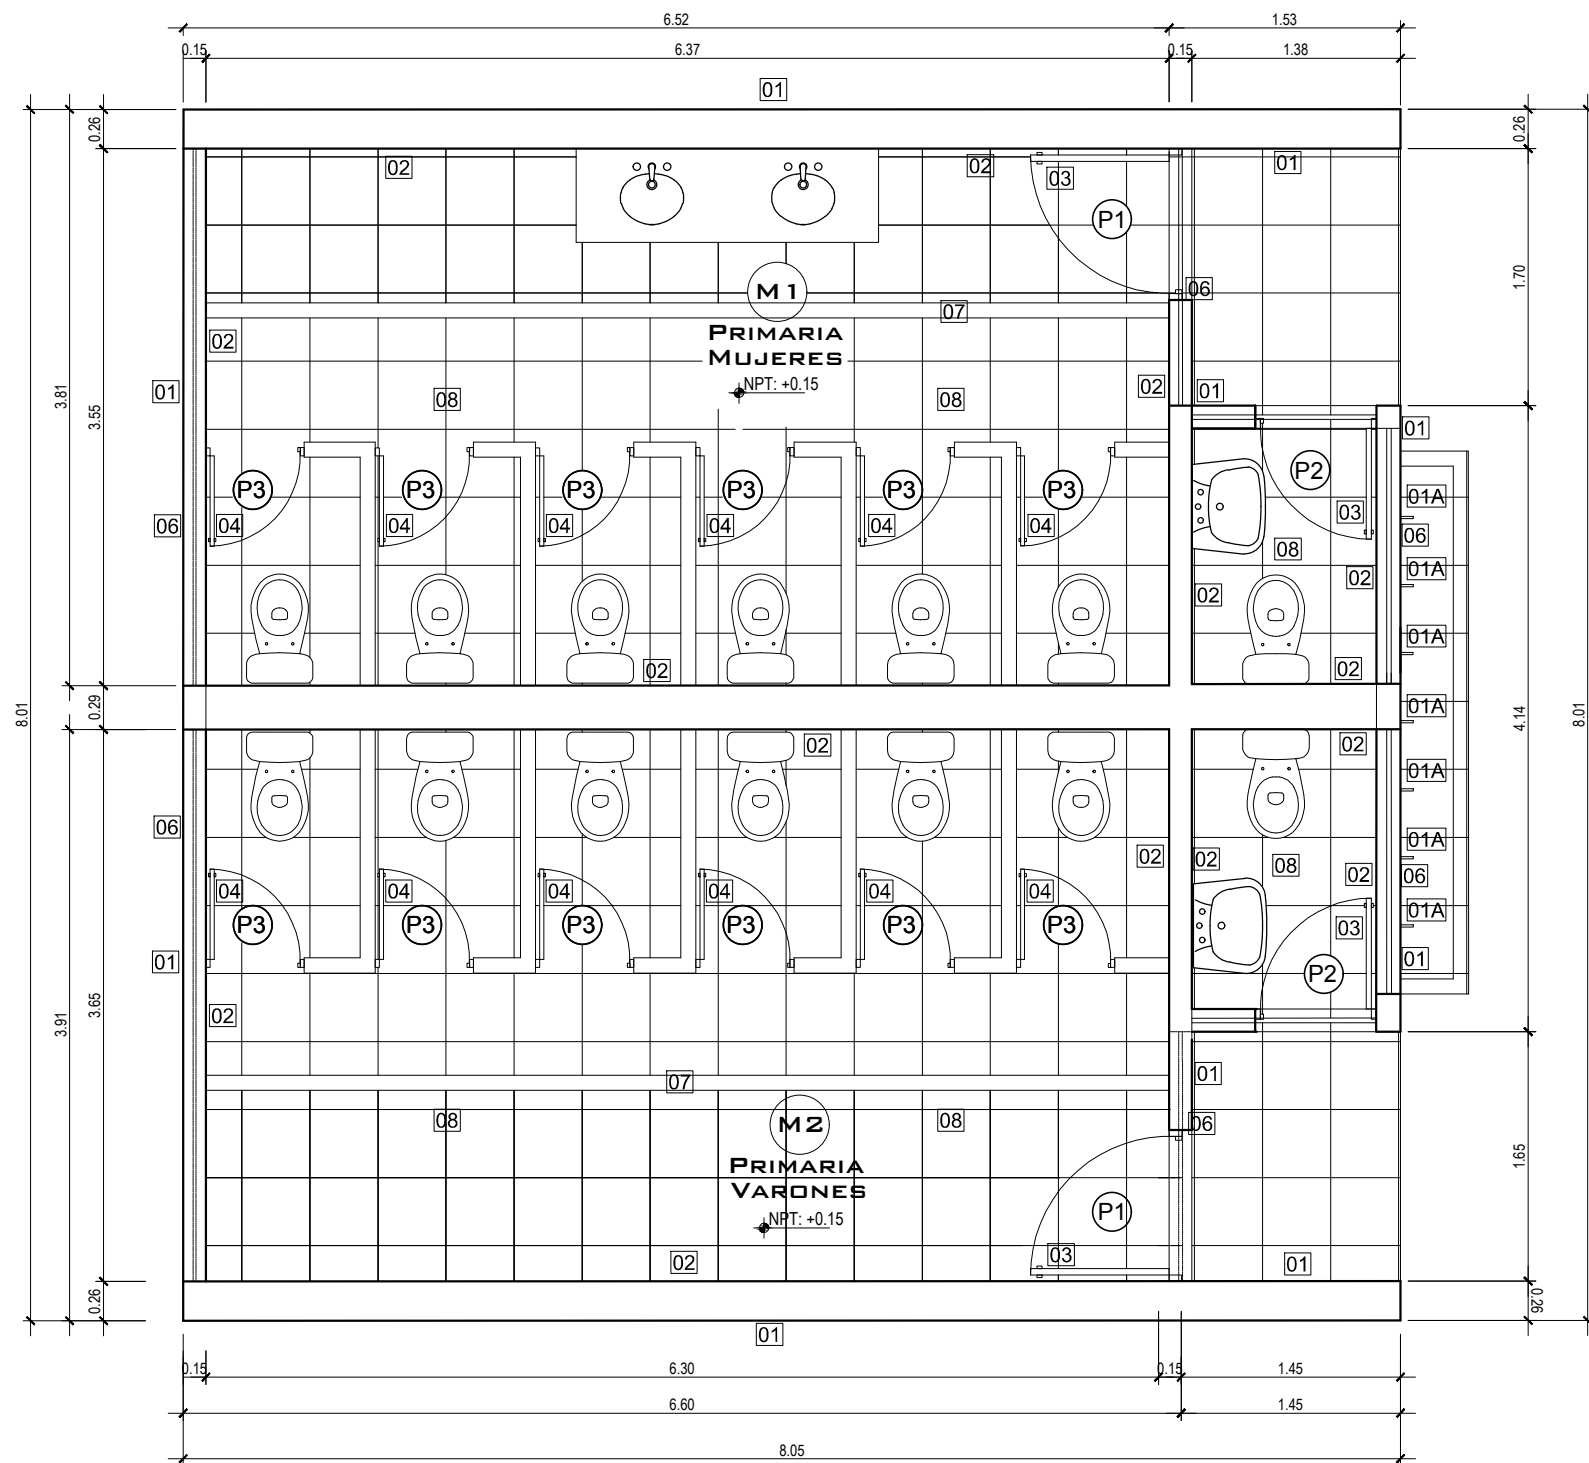 6.52
1.53
0.15
6.37
0.15
1.38
01
0.26
0.26
02
02
03
01
P1
M 1
06
1.70
07
PRIMARIA
MUJERES
02
NPT: +0.15
01
3.81
3.55
08
08
02
01
01
P3
P3
P3
P3
P3
P3
P2
01A
04
04
04
04
04
04
03
06
06
08
01A
02
02
01A
02
02
01A
8.01
0.29
4.14
8.01
02
02
01A
06
01A
02
02
08
02
06
04
04
04
04
04
04
01A
P3
P3
P3
P3
P3
P3
03
01
01
P2
3.91
3.65
02
07
01
08
08
06
M 2
PRIMARIA
VARONES
1.65
P1
NPT: +0.15
02
03
01
0.26
0.26
01
0.15
6.30
0.15
1.45
6.60
1.45
8.05